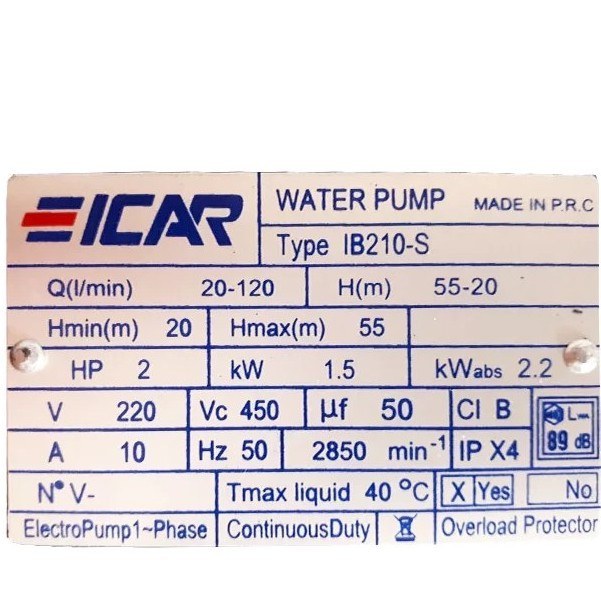 EICAR
WATER PUMP MADE IN P.R.C
Type IB210-S
Q(l/min) 20-120 H(m) 55-20
Hmin(m) 20 Hmax(m) 55
HP 2 kW 1.5 kWabs 2.2
V 220 Vc 450 µf 50 Cl B LWA
A 10 Hz 50 2850 min-1 IP X4 89 dB
N° V- Tmax liquid 40 °C X Yes No
ElectroPump1~Phase ContinuousDuty Overload Protector